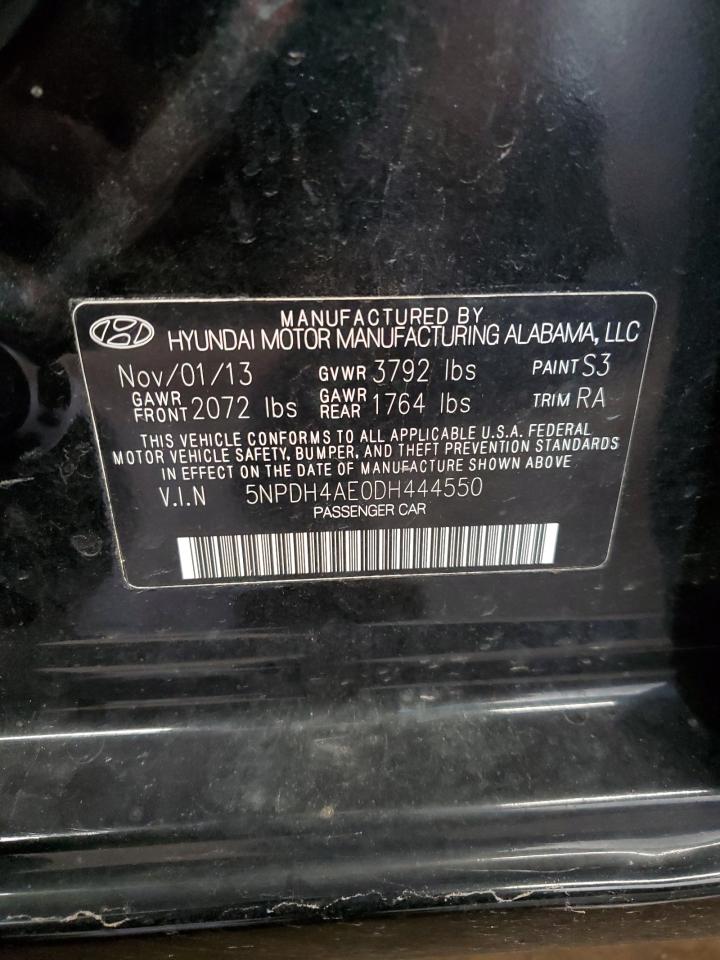 MANUFACTURED BY
HYUNDAI MOTOR MANUFACTURING ALABAMA, LLC
Nov/01/13 GVWR 3792 lbs PAINT S3
GAWR FRONT 2072 lbs GAWR REAR 1764 lbs TRIM RA
THIS VEHICLE CONFORMS TO ALL APPLICABLE U.S.A. FEDERAL
MOTOR VEHICLE SAFETY, BUMPER, AND THEFT PREVENTION STANDARDS
IN EFFECT ON THE DATE OF MANUFACTURE SHOWN ABOVE
V.I.N 5NPDH4AE0DH444550
PASSENGER CAR